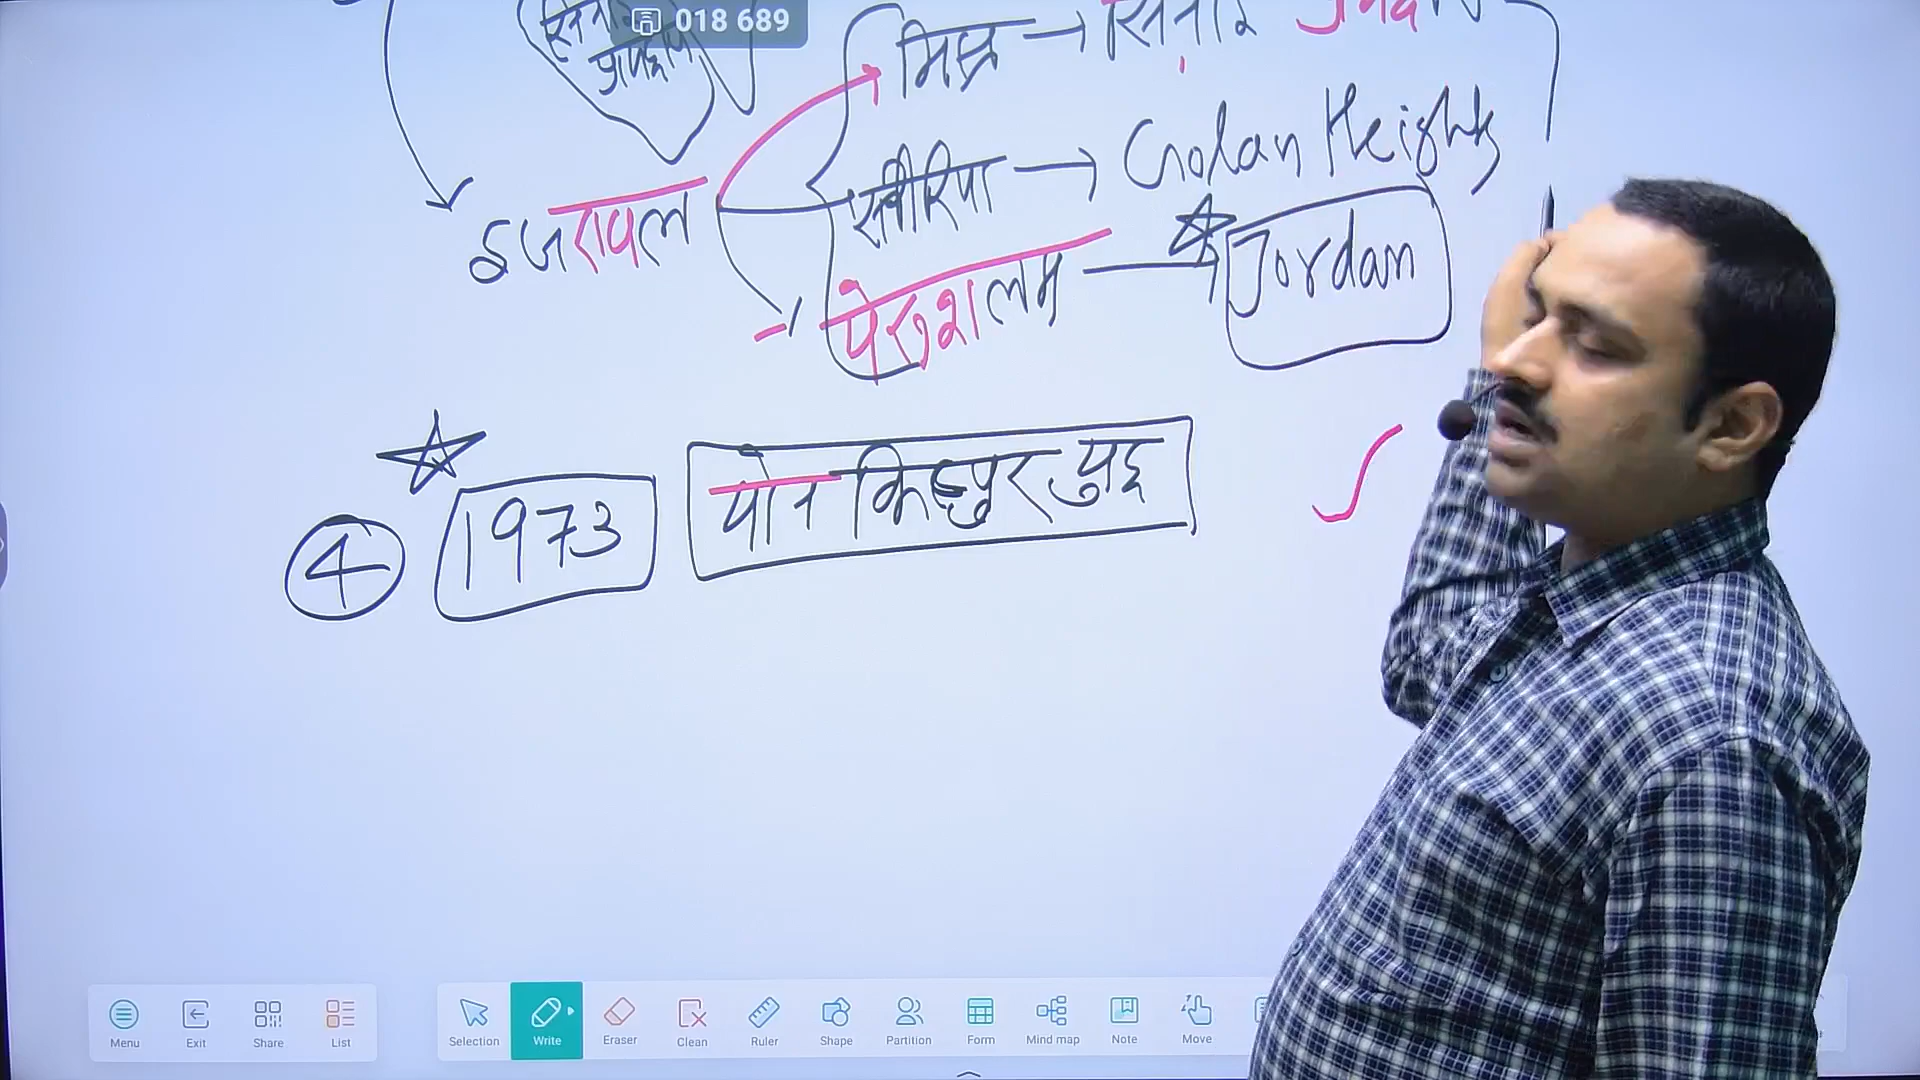 018 689
मिस्र → सिनाई
इजरायल सीरिया → Golan Heights
येरुशलम → Jordan
④ 1973 योन किप्पुर युद्ध
Menu Exit Share List Selection Write Eraser Clean Ruler Shape Partition Form Mind map Note Move